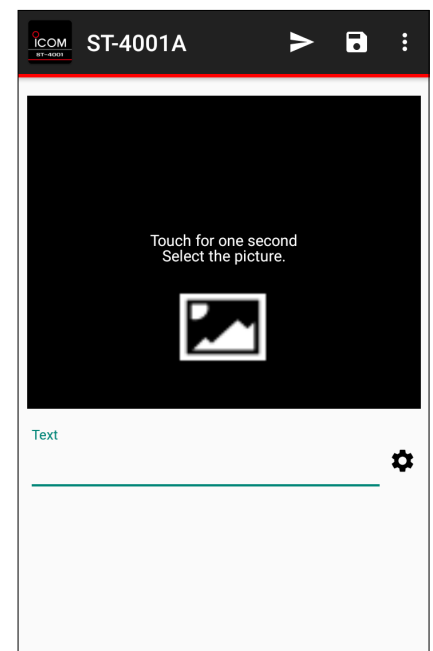 ICOM
ST-4001
ST-4001A
Touch for one second
Select the picture.
Text